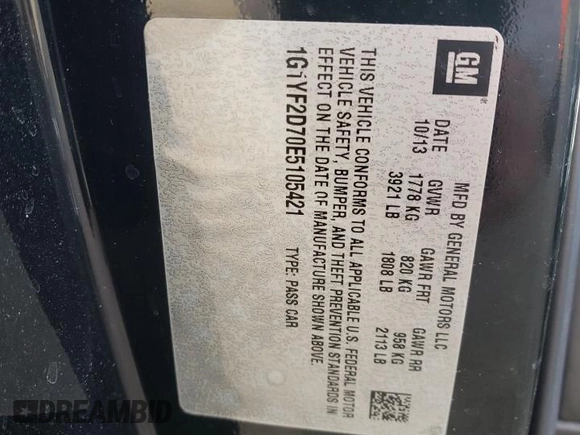 GM
MFD BY GENERAL MOTORS LLC
DATE GVWR GAWR FRT GAWR RR
10/13 1778 KG 820 KG 958 KG
3921 LB 1808 LB 2113 LB
THIS VEHICLE CONFORMS TO ALL APPLICABLE U.S. FEDERAL MOTOR
VEHICLE SAFETY, BUMPER, AND THEFT PREVENTION STANDARDS IN
EFFECT ON THE DATE OF MANUFACTURE SHOWN ABOVE.
1G1YF2D70E5105421 TYPE: PASS CAR
DREAMBID